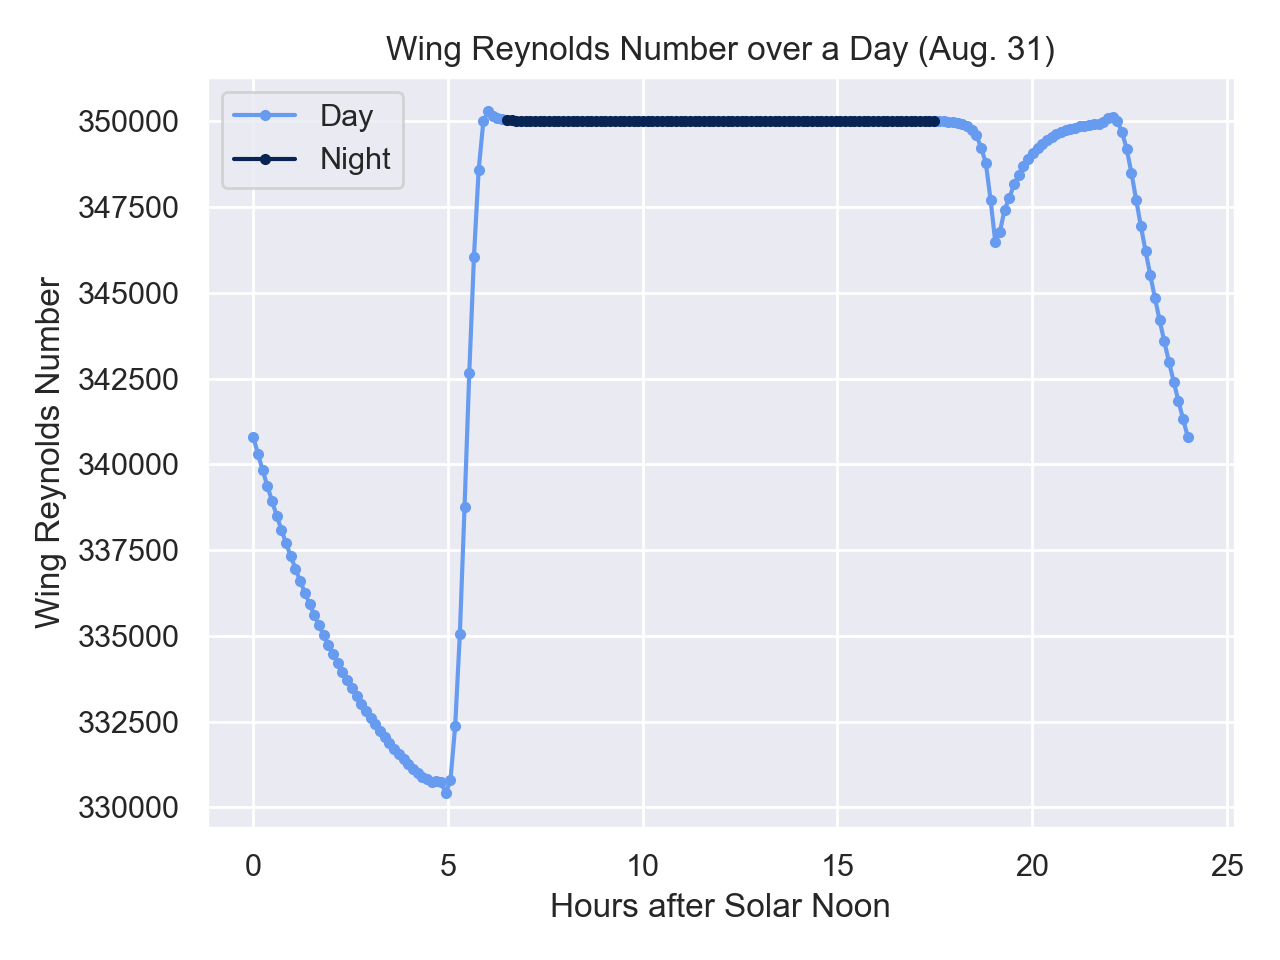 Wing Reynolds Number over a Day (Aug. 31)
Day
Night
350000
347500
345000
342500
340000
337500
335000
332500
330000
Wing Reynolds Number
0 5 10 15 20 25
Hours after Solar Noon